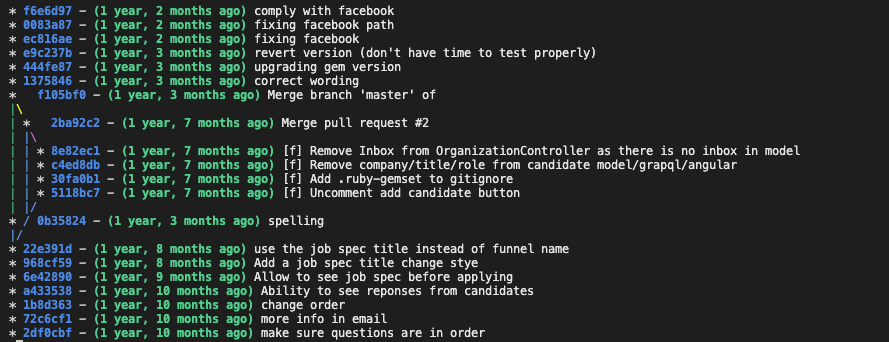 * f6e6d97 - (1 year, 2 months ago) comply with facebook
* 0083a87 - (1 year, 2 months ago) fixing facebook path
* ec816ae - (1 year, 2 months ago) fixing facebook
* e9c237b - (1 year, 3 months ago) revert version (don't have time to test properly)
* 444fe87 - (1 year, 3 months ago) upgrading gem version
* 1375846 - (1 year, 3 months ago) correct wording
*   f105bf0 - (1 year, 3 months ago) Merge branch 'master' of
|\
| *   2ba92c2 - (1 year, 7 months ago) Merge pull request #2
| |\
| | * 8e82ec1 - (1 year, 7 months ago) [f] Remove Inbox from OrganizationController as there is no inbox in model
| | * c4ed8db - (1 year, 7 months ago) [f] Remove company/title/role from candidate model/grapql/angular
| | * 30fa0b1 - (1 year, 7 months ago) [f] Add .ruby-gemset to gitignore
| | * 5118bc7 - (1 year, 7 months ago) [f] Uncomment add candidate button
| |/
* / 0b35824 - (1 year, 3 months ago) spelling
|/
* 22e391d - (1 year, 8 months ago) use the job spec title instead of funnel name
* 968cf59 - (1 year, 8 months ago) Add a job spec title change stye
* 6e42890 - (1 year, 9 months ago) Allow to see job spec before applying
* a433538 - (1 year, 10 months ago) Ability to see reponses from candidates
* 1b8d363 - (1 year, 10 months ago) change order
* 72c6cf1 - (1 year, 10 months ago) more info in email
* 2df0cbf - (1 year, 10 months ago) make sure questions are in order